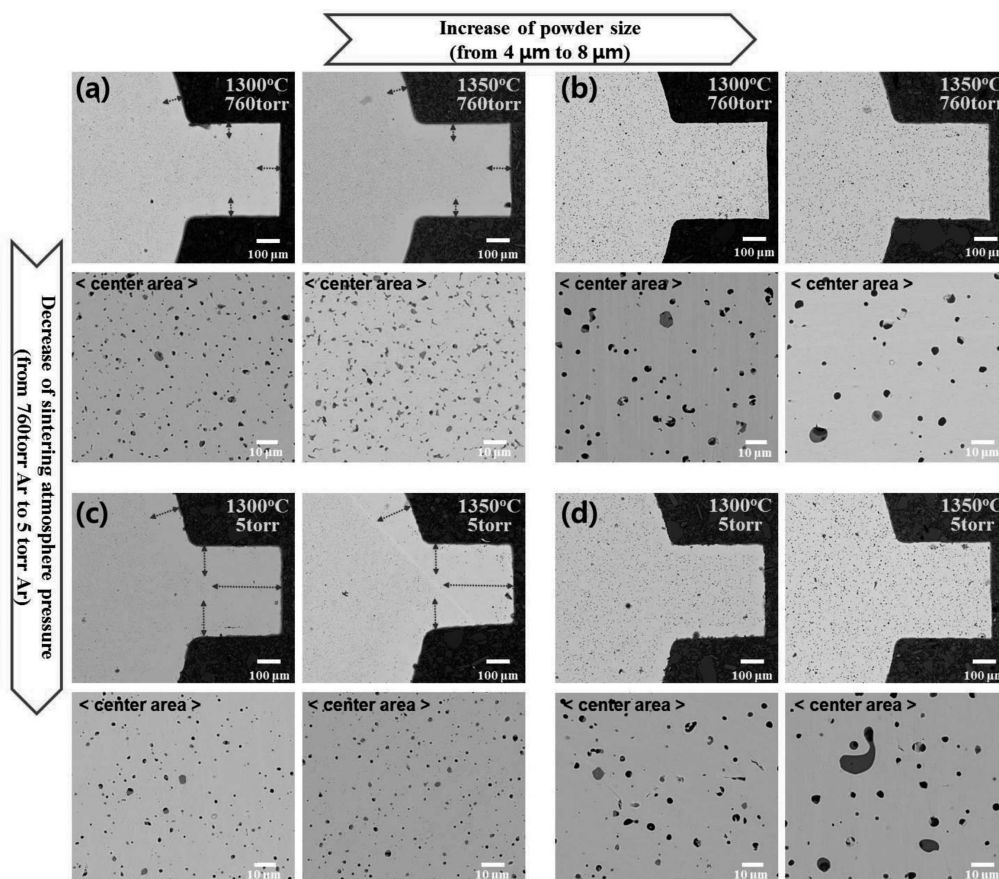 Increase of powder size
(from 4 μm to 8 μm)
Decrease of sintering atmosphere pressure
(from 760torr Ar to 5 torr Ar)
(a)
1300°C
760torr
100 μm
1350°C
760torr
100 μm
< center area >
10 μm
< center area >
10 μm
(b)
1300°C
760torr
100 μm
1350°C
760torr
100 μm
< center area >
10 μm
< center area >
10 μm
(c)
1300°C
5torr
100 μm
1350°C
5torr
100 μm
< center area >
10 μm
< center area >
10 μm
(d)
1300°C
5torr
100 μm
1350°C
5torr
100 μm
< center area >
10 μm
< center area >
10 μm